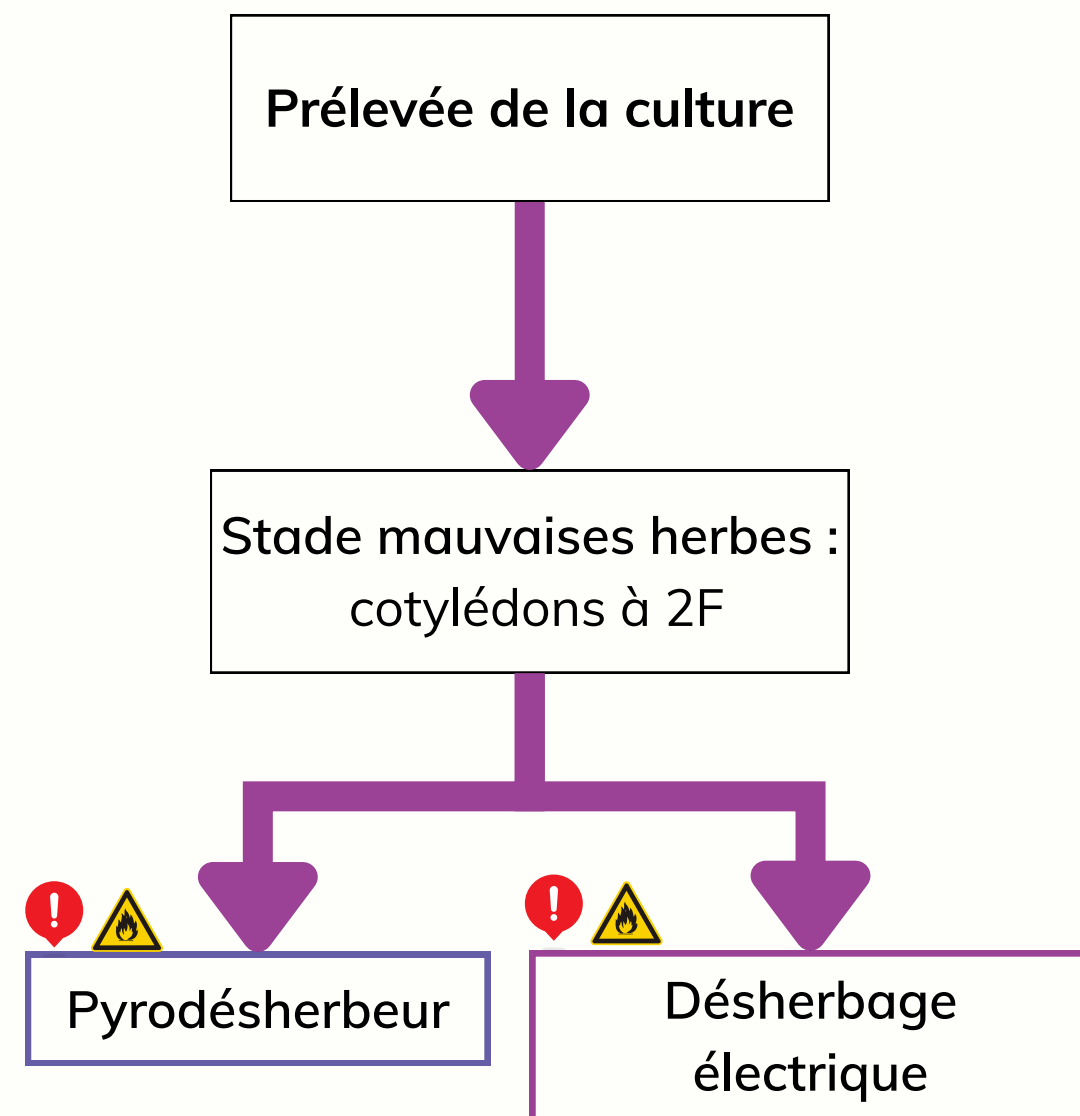 Prélevée de la culture
Stade mauvaises herbes :
cotylédons à 2F
Pyrodésherbeur
Désherbage
électrique